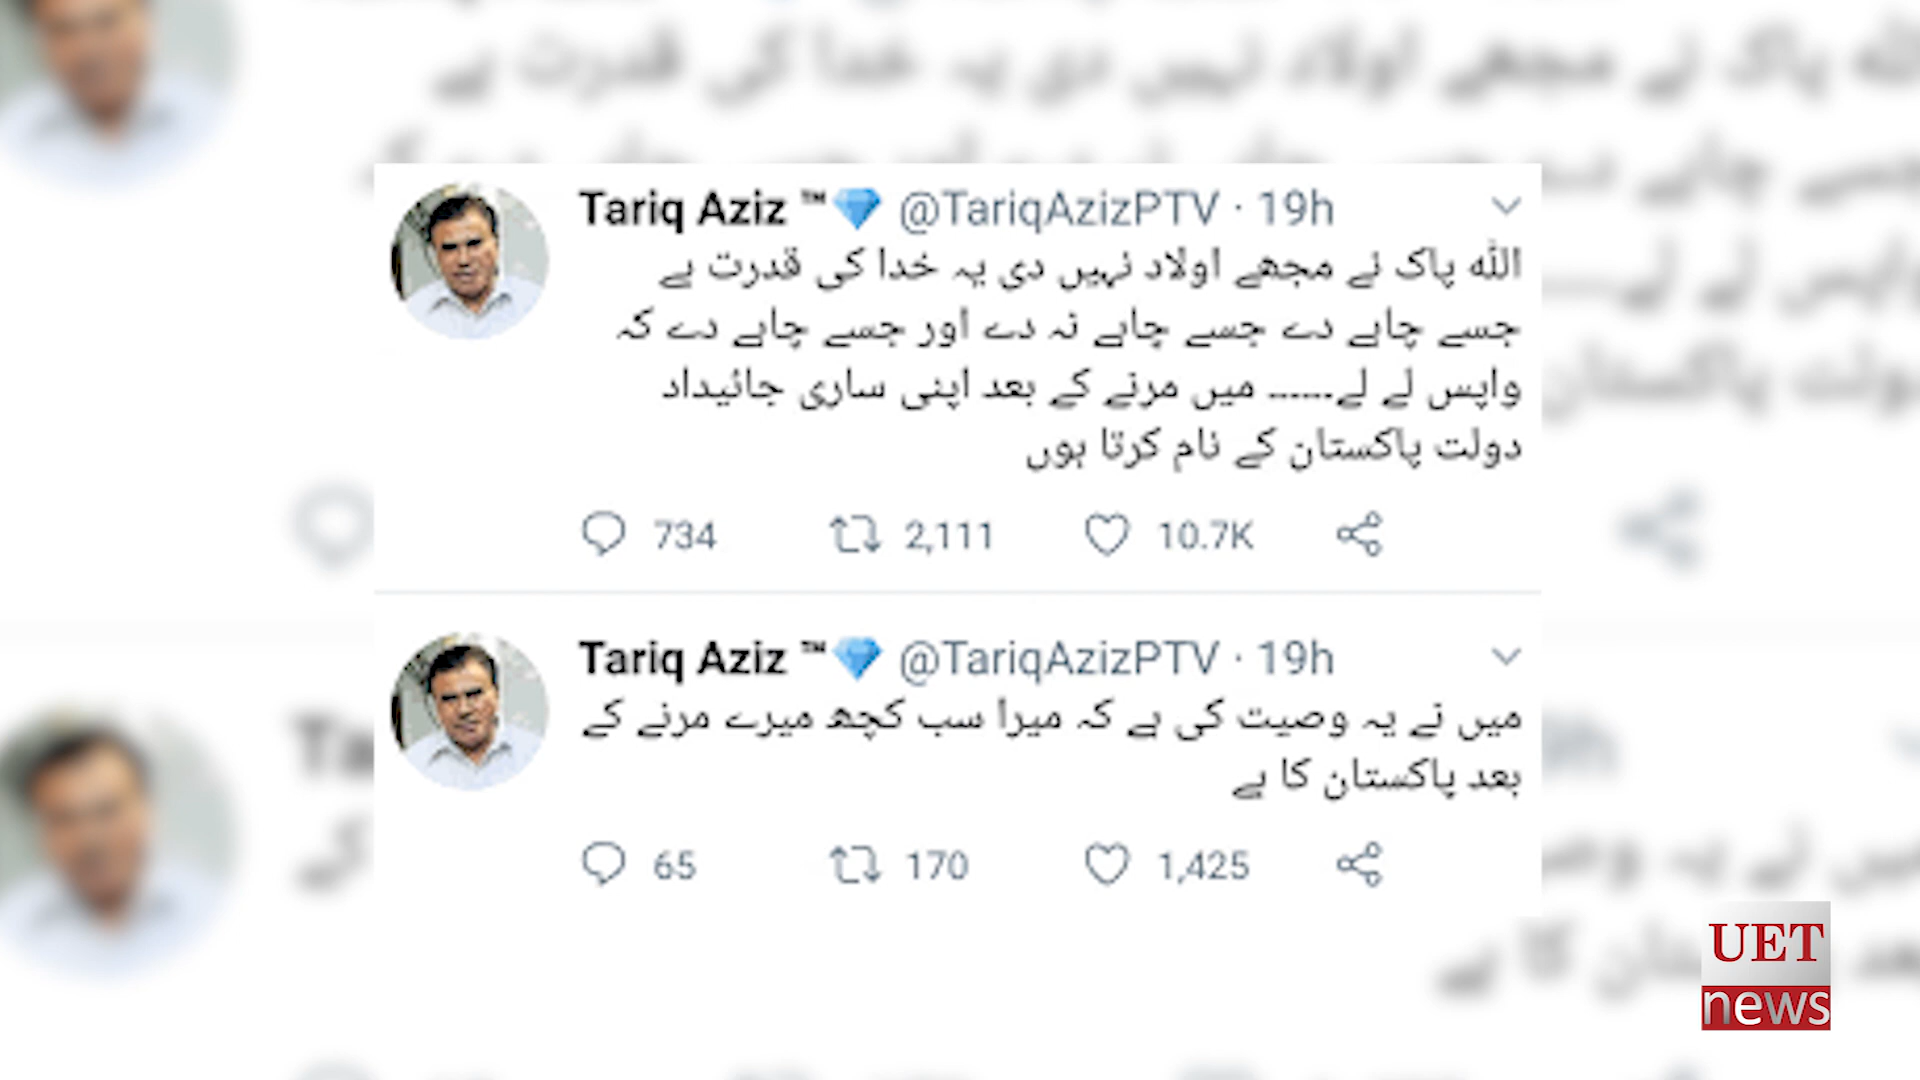 Tariq Aziz ™💎 @TariqAzizPTV · 19h
اللّٰہ پاک نے مجھے اولاد نہیں دی یہ خدا کی قدرت ہے
جسے چاہے دے جسے چاہے نہ دے اور جسے چاہے دے کہ
واپس لے لے...... میں مرنے کے بعد اپنی ساری جائیداد
دولت پاکستان کے نام کرتا ہوں
734 2,111 10.7K
Tariq Aziz ™💎 @TariqAzizPTV · 19h
میں نے یہ وصیت کی ہے کہ میرا سب کچھ میرے مرنے کے
بعد پاکستان کا ہے
65 170 1,425
UET
news